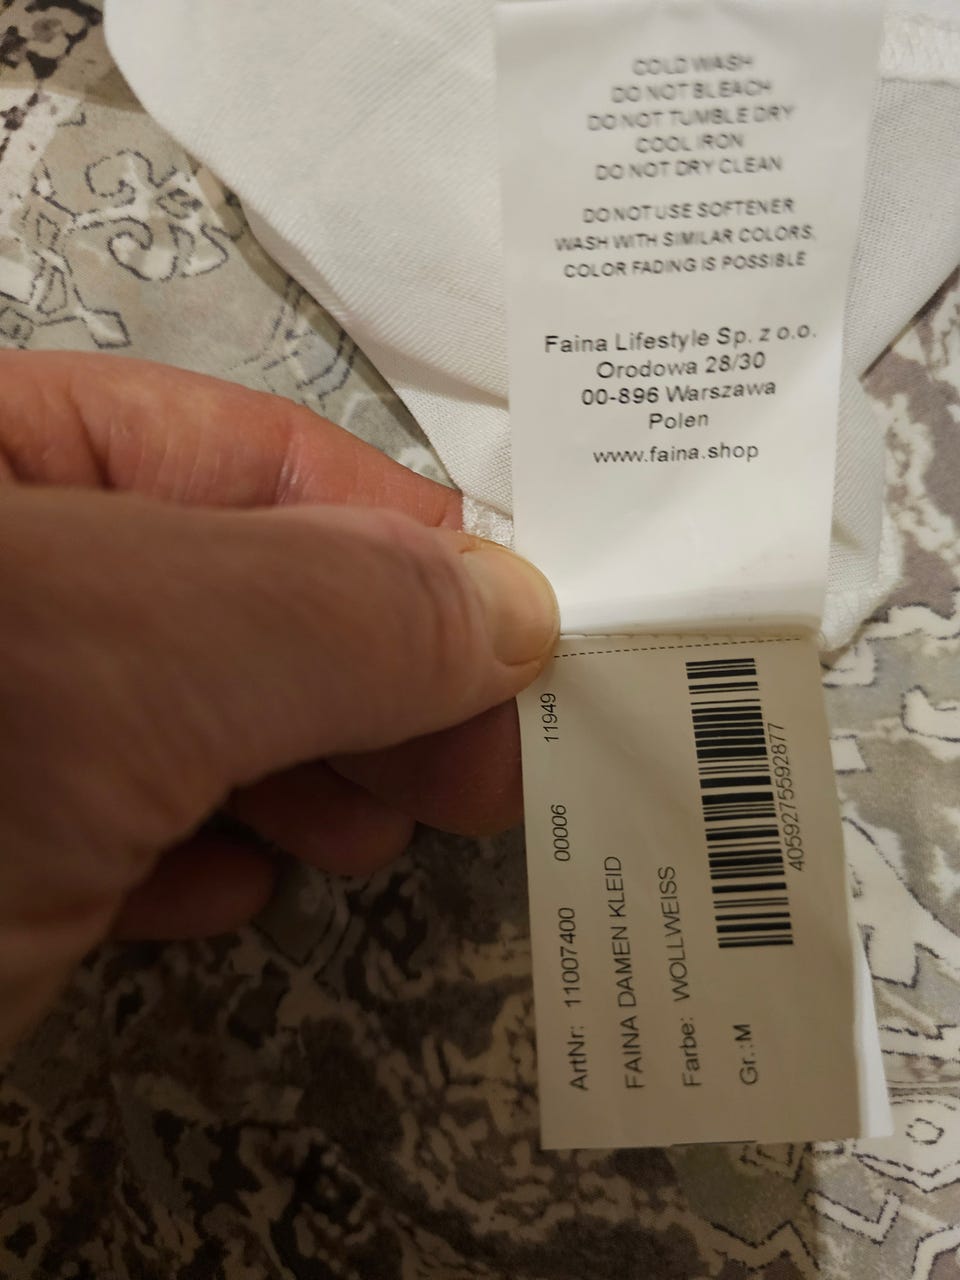 COLD WASH
DO NOT BLEACH
DO NOT TUMBLE DRY
COOL IRON
DO NOT DRY CLEAN
DO NOT USE SOFTENER
WASH WITH SIMILAR COLORS,
COLOR FADING IS POSSIBLE
Faina Lifestyle Sp. z o.o.
Orodowa 28/30
00-896 Warszawa
Polen
www.faina.shop
ArtNr: 11007400 00006 11949
FAINA DAMEN KLEID
Farbe: WOLLWEISS
Gr.:M
4059275592877